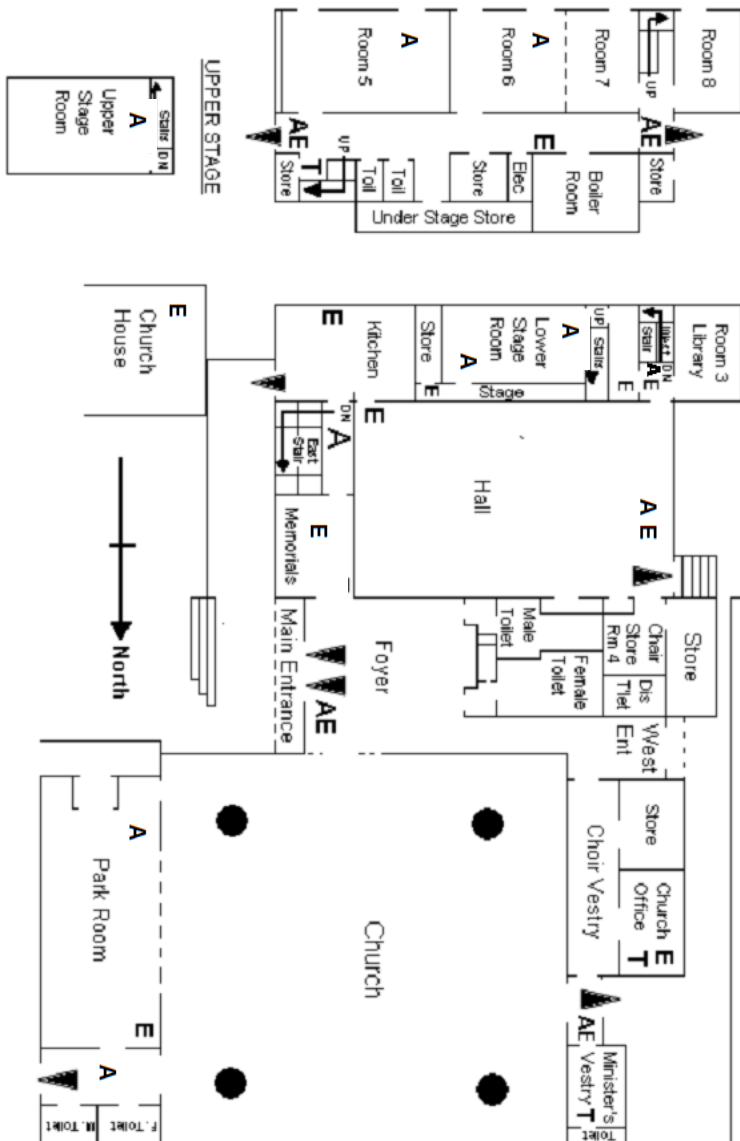 UPPER STAGE
Upper
Stage
Room
A
Stairs
DN
Room 5
A
Room 6
A
Room 7
Room 8
UP
AE
AE
E
UP
T
Store
Toil
Toil
Store
Elec
Boiler
Room
Store
Under Stage Store
Church
House
E
North
Kitchen
E
Store
E
Lower
Stage
Room
A
A
UP
Stairs
Stage
West
Stair
DN
A E
E
Room 3
Library
E
DN
A
East
Stair
Hall
A E
Memorials
E
Main Entrance
Foyer
AE
Male
Toilet
Female
Toilet
Chair
Store
Rm 4
Dis
T'let
Store
West
Ent
Store
Choir Vestry
Church
Office
E
T
AE
Minister's
Vestry
T
Toilet
Church
Park Room
A
E
A
F. Toilet
M. Toilet